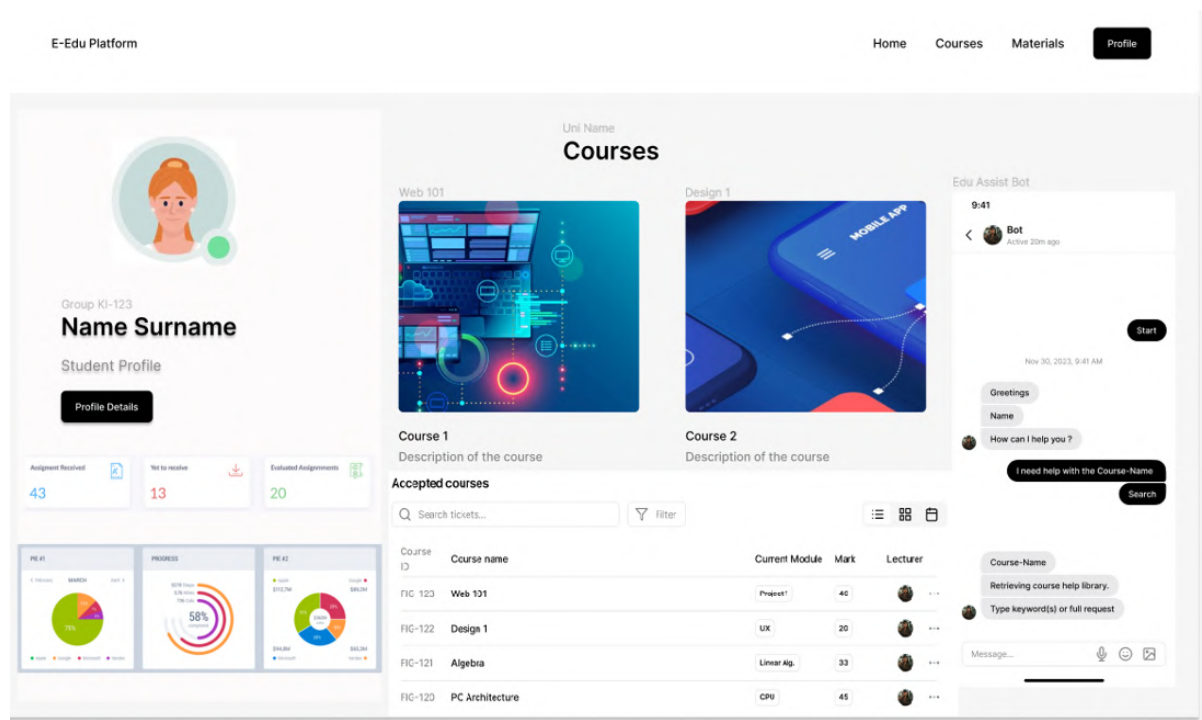 E-Edu Platform
Home
Courses
Materials
Profile
Group KI-123
Name Surname
Student Profile
Profile Details
Assigment Received
43
Yet to receive
13
Evaluated Assignments
20
PIE #1
MARCH
75%
PROGRESS
58%
PIE #2
Uni Name
Courses
Web 101
MOBILE APP
Design 1
Course 1
Description of the course
Course 2
Description of the course
Accepted courses
Search tickets...
Filter
Course ID
Course name
Current Module
Mark
Lecturer
FIG-123
Web 101
Project1
40
FIG-122
Design 1
UX
20
FIG-121
Algebra
Linear Alg.
33
FIG-120
PC Architecture
CPU
45
Edu Assist Bot
9:41
Bot
Active 20m ago
Start
Nov 30, 2023, 9:41 AM
Greetings
Name
How can I help you ?
I need help with the Course-Name
Search
Course-Name
Retrieving course help library.
Type keyword(s) or full request
Message...